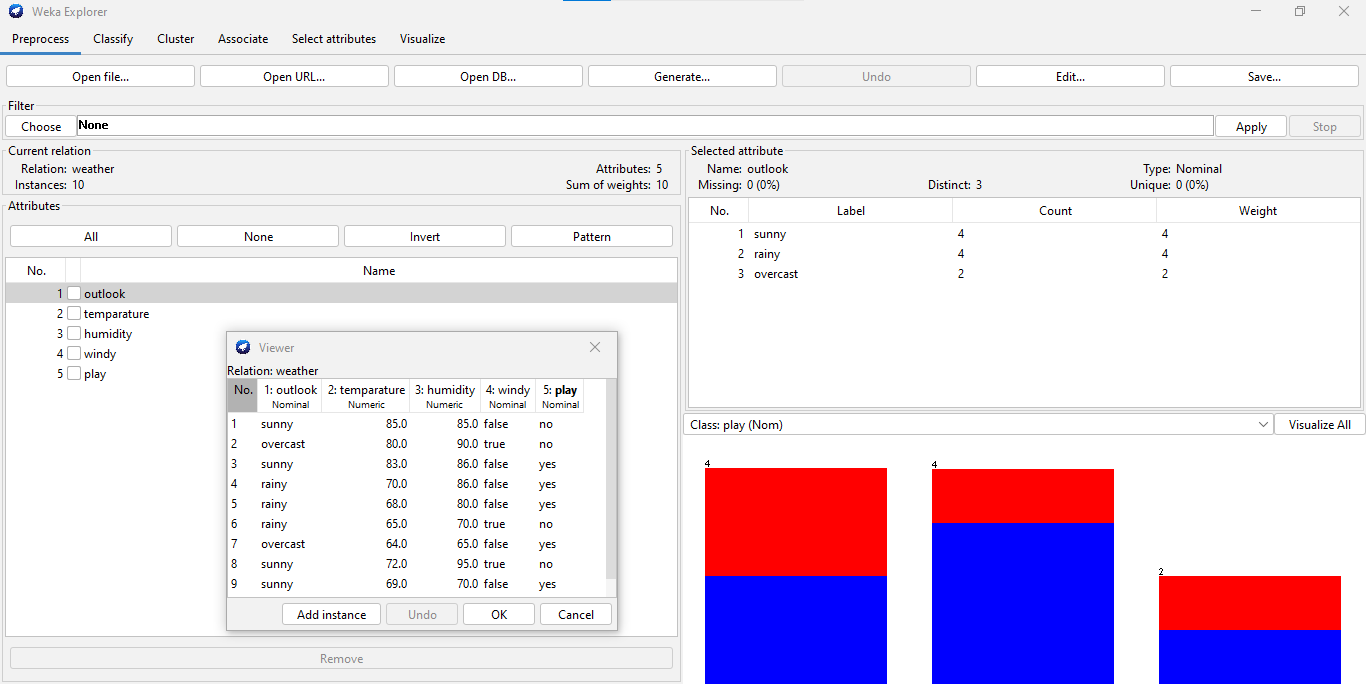 Weka Explorer
Preprocess Classify Cluster Associate Select attributes Visualize
Open file... Open URL... Open DB... Generate... Undo Edit... Save...
Filter
Choose None Apply Stop
Current relation
Relation: weather Attributes: 5
Instances: 10 Sum of weights: 10
Attributes
All None Invert Pattern
No. Name
1 outlook
2 temparature
3 humidity
4 windy
5 play
Viewer
Relation: weather
No. 1: outlook 2: temparature 3: humidity 4: windy 5: play
Nominal Numeric Numeric Nominal Nominal
1 sunny 85.0 85.0 false no
2 overcast 80.0 90.0 true no
3 sunny 83.0 86.0 false yes
4 rainy 70.0 86.0 false yes
5 rainy 68.0 80.0 false yes
6 rainy 65.0 70.0 true no
7 overcast 64.0 65.0 false yes
8 sunny 72.0 95.0 true no
9 sunny 69.0 70.0 false yes
Add instance Undo OK Cancel
Remove
Selected attribute
Name: outlook Type: Nominal
Missing: 0 (0%) Distinct: 3 Unique: 0 (0%)
No. Label Count Weight
1 sunny 4 4
2 rainy 4 4
3 overcast 2 2
Class: play (Nom) Visualize All
4 4
2